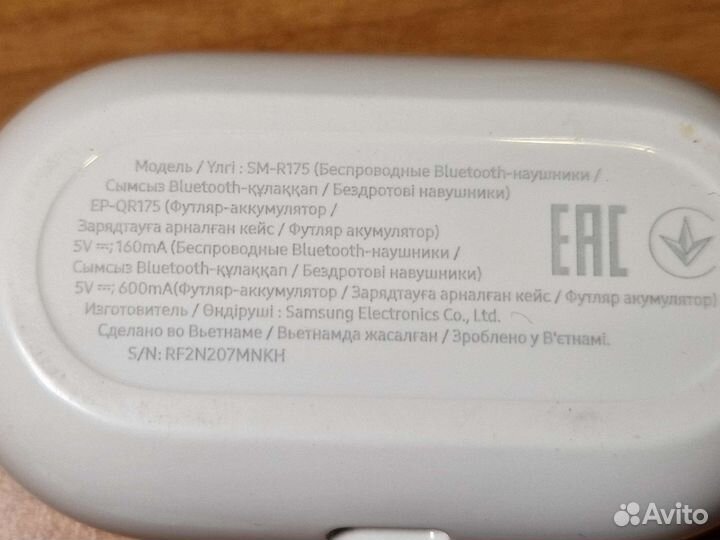 Модель / Үлгі : SM-R175 (Беспроводные Bluetooth-наушники /
Сымсыз Bluetooth-құлаққап / Бездротові навушники)
EP-QR175 (Футляр-аккумулятор /
Зарядтауға арналған кейс / Футляр акумулятор)
5V ⎓; 160mA (Беспроводные Bluetooth-наушники /
Сымсыз Bluetooth-құлаққап / Бездротові навушники)
5V ⎓; 600mA(Футляр-аккумулятор / Зарядтауға арналған кейс / Футляр акумулятор)
Изготовитель / Өндіруші : Samsung Electronics Co., Ltd.
Сделано во Вьетнаме / Вьетнамда жасалған / Зроблено у В'єтнамі.
S/N: RF2N207MNKH
EAC
Avito